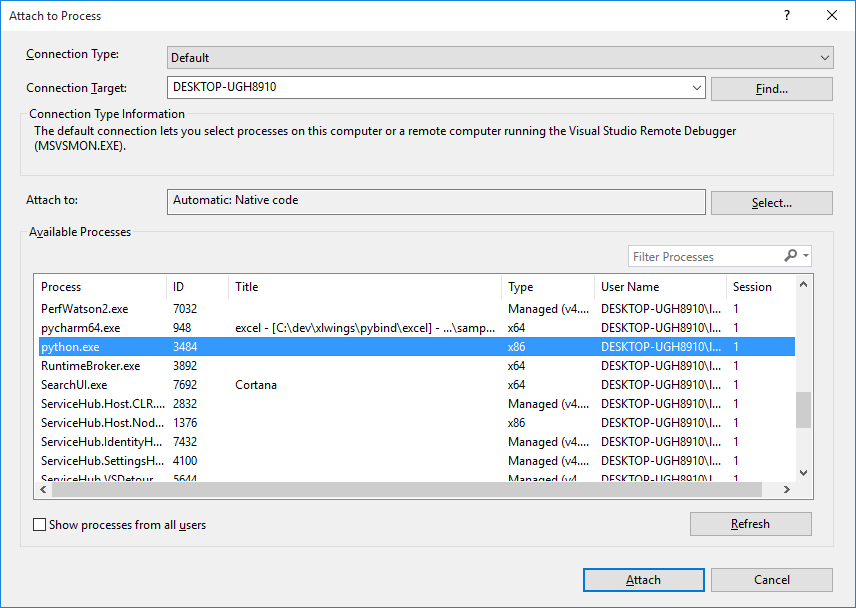 Attach to Process
Connection Type: Default
Connection Target: DESKTOP-UGH8910 Find...
Connection Type Information
The default connection lets you select processes on this computer or a remote computer running the Visual Studio Remote Debugger
(MSVSMON.EXE).
Attach to: Automatic: Native code Select...
Available Processes
Filter Processes
Process ID Title Type User Name Session
PerfWatson2.exe 7032 Managed (v4.... DESKTOP-UGH8910\I... 1
pycharm64.exe 948 excel - [C:\dev\xlwings\pybind\excel] - ...\samp... x64 DESKTOP-UGH8910\I... 1
python.exe 3484 x86 DESKTOP-UGH8910\I... 1
RuntimeBroker.exe 3892 x64 DESKTOP-UGH8910\I... 1
SearchUI.exe 7692 Cortana x64 DESKTOP-UGH8910\I... 1
ServiceHub.Host.CLR.... 2832 Managed (v4.... DESKTOP-UGH8910\I... 1
ServiceHub.Host.Nod... 1376 x86 DESKTOP-UGH8910\I... 1
ServiceHub.IdentityH... 7432 Managed (v4.... DESKTOP-UGH8910\I... 1
ServiceHub.SettingsH... 4100 Managed (v4.... DESKTOP-UGH8910\I... 1
ServiceHub.VSDetour... 5644 Managed (v4.... DESKTOP-UGH8910\I... 1
Show processes from all users Refresh
Attach Cancel